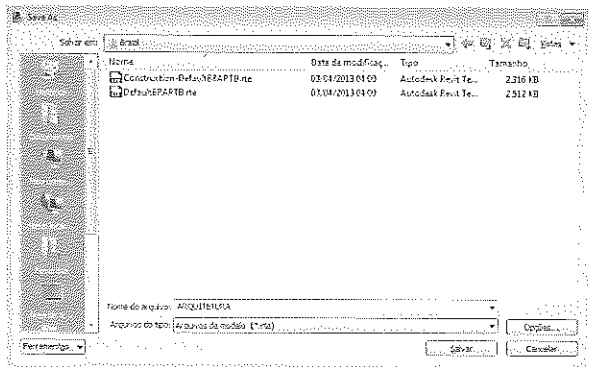 Save As
Salvar em: Brazil
Vistas
Nome Data da modificaç... Tipo Tamanho
Construction-DefaultBRAPTB.rte 03/04/2013 04:09 Autodesk Revit Te... 2.316 KB
DefaultBRAPTB.rte 03/04/2013 04:09 Autodesk Revit Te... 2.512 KB
Nome do arquivo: ARQUITETURA
Arquivos do tipo: Arquivos de modelo (*.rte)
Opções...
Ferramentas
Salvar
Cancelar